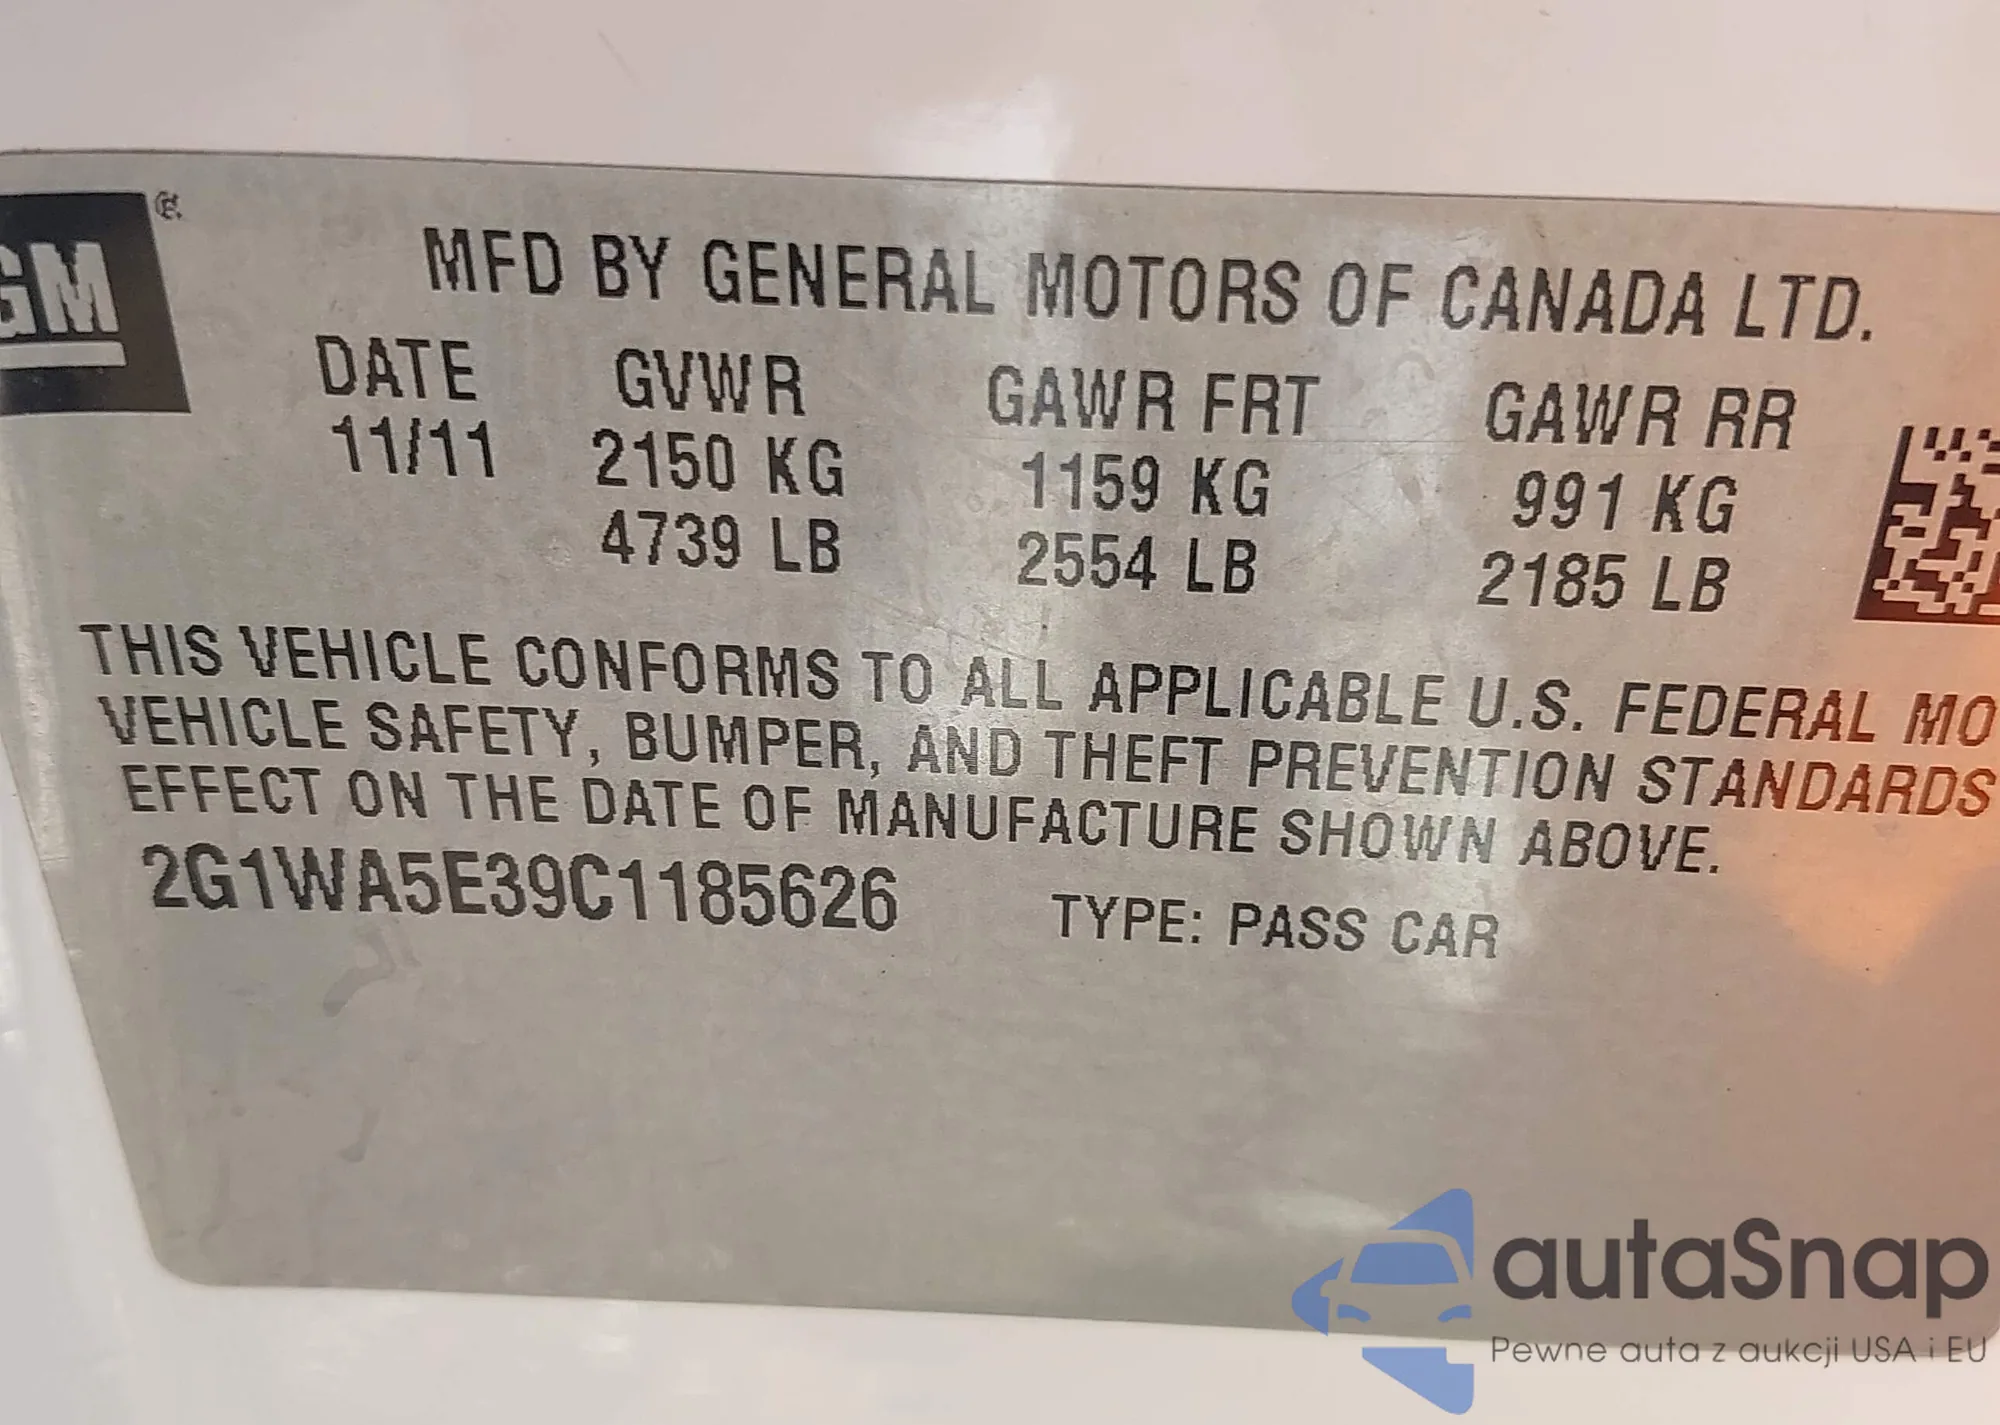 GM
MFD BY GENERAL MOTORS OF CANADA LTD.
DATE GVWR GAWR FRT GAWR RR
11/11 2150 KG 1159 KG 991 KG
4739 LB 2554 LB 2185 LB
THIS VEHICLE CONFORMS TO ALL APPLICABLE U.S. FEDERAL MO
VEHICLE SAFETY, BUMPER, AND THEFT PREVENTION STANDARDS
EFFECT ON THE DATE OF MANUFACTURE SHOWN ABOVE.
2G1WA5E39C1185626 TYPE: PASS CAR
autaSnap
Pewne auta z aukcji USA i EU